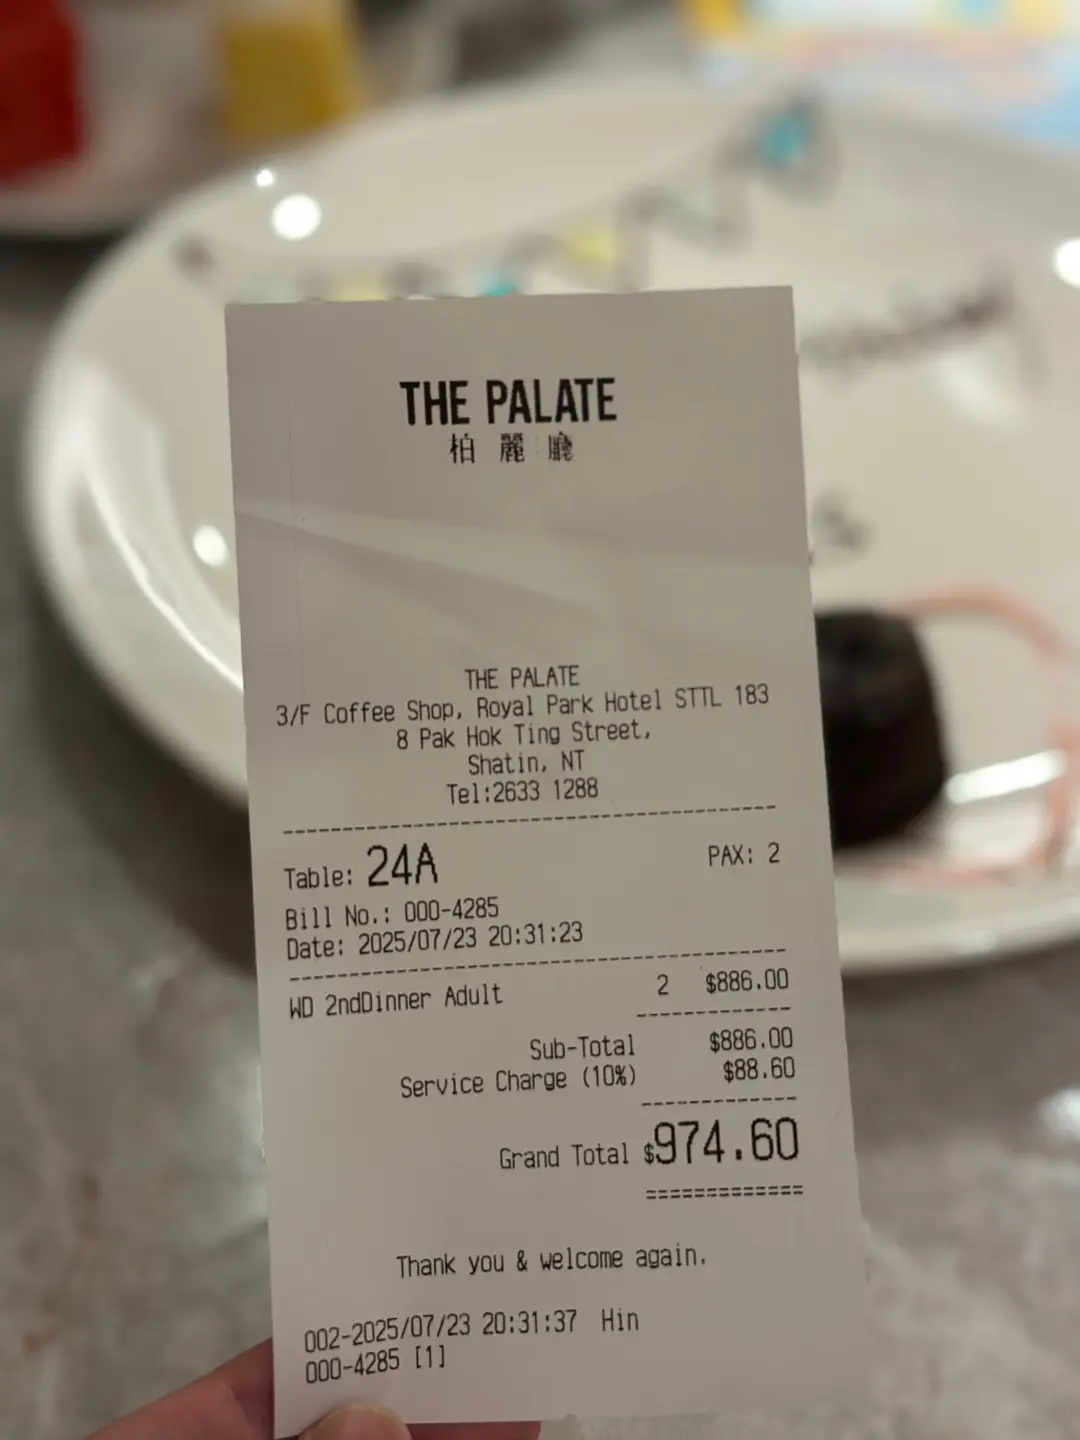 THE PALATE
柏麗廳
THE PALATE
3/F Coffee Shop, Royal Park Hotel STTL 183
8 Pak Hok Ting Street,
Shatin, NT
Tel:2633 1288
Table: 24A PAX: 2
Bill No.: 000-4285
Date: 2025/07/23 20:31:23
WD 2ndDinner Adult 2 $886.00
Sub-Total $886.00
Service Charge (10%) $88.60
Grand Total $974.60
Thank you & welcome again.
002-2025/07/23 20:31:37 Hin
000-4285 [1]